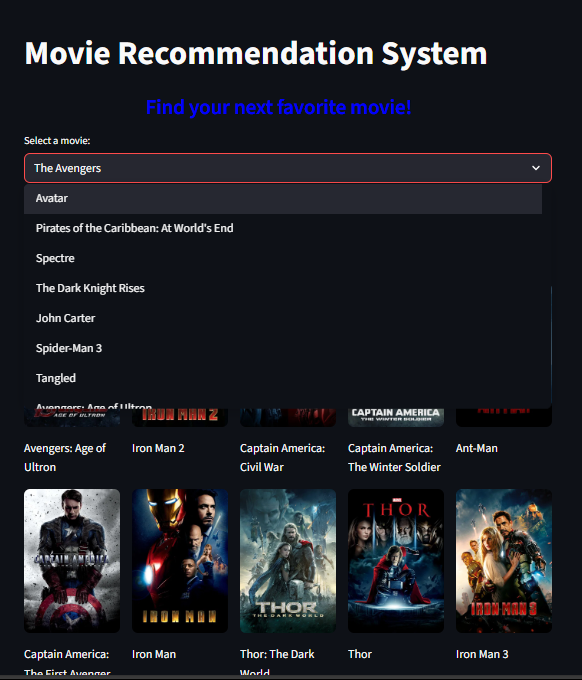 Movie Recommendation System
Find your next favorite movie!
Select a movie:
The Avengers
Avatar
Pirates of the Caribbean: At World's End
Spectre
The Dark Knight Rises
John Carter
Spider-Man 3
Tangled
Avengers: Age of Ultron
AGE OF ULTRON
IRON MAN 2
CAPTAIN AMERICA
THE WINTER SOLDIER
Avengers: Age of
Ultron
Iron Man 2
Captain America:
Civil War
Captain America:
The Winter Soldier
Ant-Man
CAPTAIN AMERICA
IRON MAN
THOR
THE DARK WORLD
MARVEL
THOR
IRON MAN 3
Captain America:
The First Avenger
Iron Man
Thor: The Dark
World
Thor
Iron Man 3